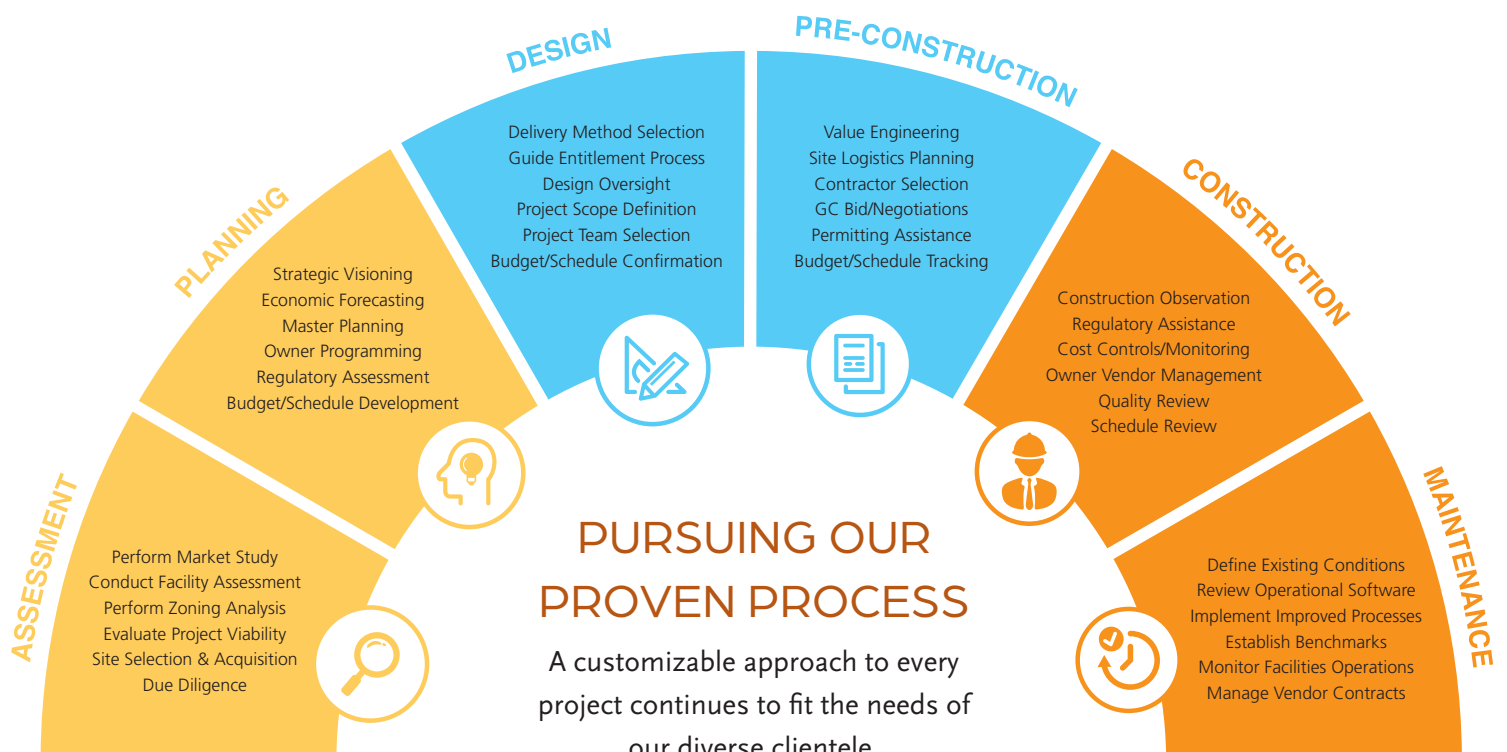 ASSESSMENT
Perform Market Study
Conduct Facility Assessment
Perform Zoning Analysis
Evaluate Project Viability
Site Selection & Acquisition
Due Diligence
PLANNING
Strategic Visioning
Economic Forecasting
Master Planning
Owner Programming
Regulatory Assessment
Budget/Schedule Development
DESIGN
Delivery Method Selection
Guide Entitlement Process
Design Oversight
Project Scope Definition
Project Team Selection
Budget/Schedule Confirmation
PRE-CONSTRUCTION
Value Engineering
Site Logistics Planning
Contractor Selection
GC Bid/Negotiations
Permitting Assistance
Budget/Schedule Tracking
CONSTRUCTION
Construction Observation
Regulatory Assistance
Cost Controls/Monitoring
Owner Vendor Management
Quality Review
Schedule Review
MAINTENANCE
Define Existing Conditions
Review Operational Software
Implement Improved Processes
Establish Benchmarks
Monitor Facilities Operations
Manage Vendor Contracts
PURSUING OUR
PROVEN PROCESS
A customizable approach to every
project continues to fit the needs of
our diverse clientele